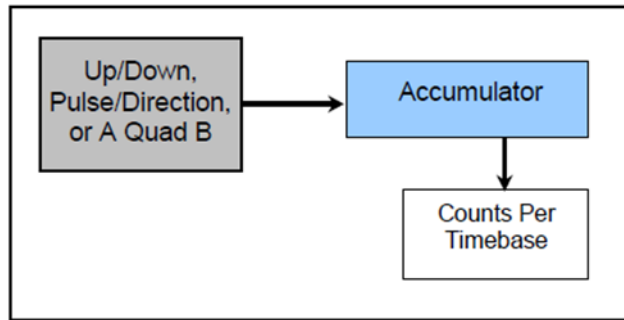 Up/Down,
Pulse/Direction,
or A Quad B
Accumulator
Counts Per
Timebase